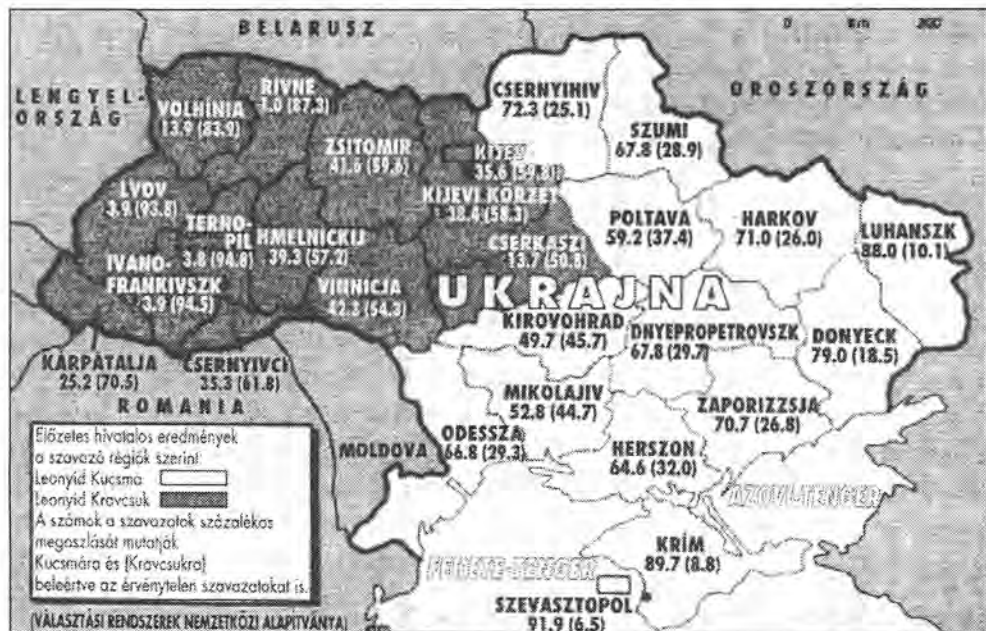 BELARUSZ
0 Km 200
LENGYEL-
ORSZÁG
OROSZORSZÁG
VOLHINIA
13.9 (83.9)
RIVNE
(87.3)
ZSITOMIR
41.6 (59.6)
CSERNYIHIV
72.3 (25.1)
SZUMI
67.8 (28.9)
KIJEV
35.6
KIJEVI KÖRZET
38.4 (58.3)
LVOV
3.9 (93.8)
TERNO-
PIL
3.8 (94.8)
HMELNICKIJ
39.3 (57.2)
IVANO-
FRANKIVSZK
3.9 (94.5)
VINNICJA
42.3 (54.3)
CSERKASZI
13.7 (50.8)
POLTAVA
59.2 (37.4)
HARKOV
71.0 (26.0)
LUHANSZK
88.0 (10.1)
UKRAJNA
KIROVOHRAD
49.7 (45.7)
DNYEPROPETROVSZK
67.8 (29.7)
DONYECK
79.0 (18.5)
KÁRPÁTALJA
25.2 (70.5)
CSERNYIVCI
35.3 (61.8)
ROMANIA
MOLDOVA
MIKOLAJIV
52.8 (44.7)
ODESSZA
66.8 (29.3)
ZAPORIZZSJA
70.7 (26.8)
HERSZON
64.6 (32.0)
AZOVI-TENGER
FEKETE-TENGER
KRÍM
89.7 (8.8)
SZEVASZTOPOL
91.9 (6.5)
Előzetes hivatalos eredmények
a szavazó régiók szerint:
Leonyid Kucsma
Leonyid Kravcsuk
A számok a szavazatok százalékos
megoszlását mutatják
Kucsmára és (Kravcsukra)
beleértve az érvénytelen szavazatokat is.
(VÁLASZTÁSI RENDSZEREK NEMZETKÖZI ALAPÍTVÁNYA)